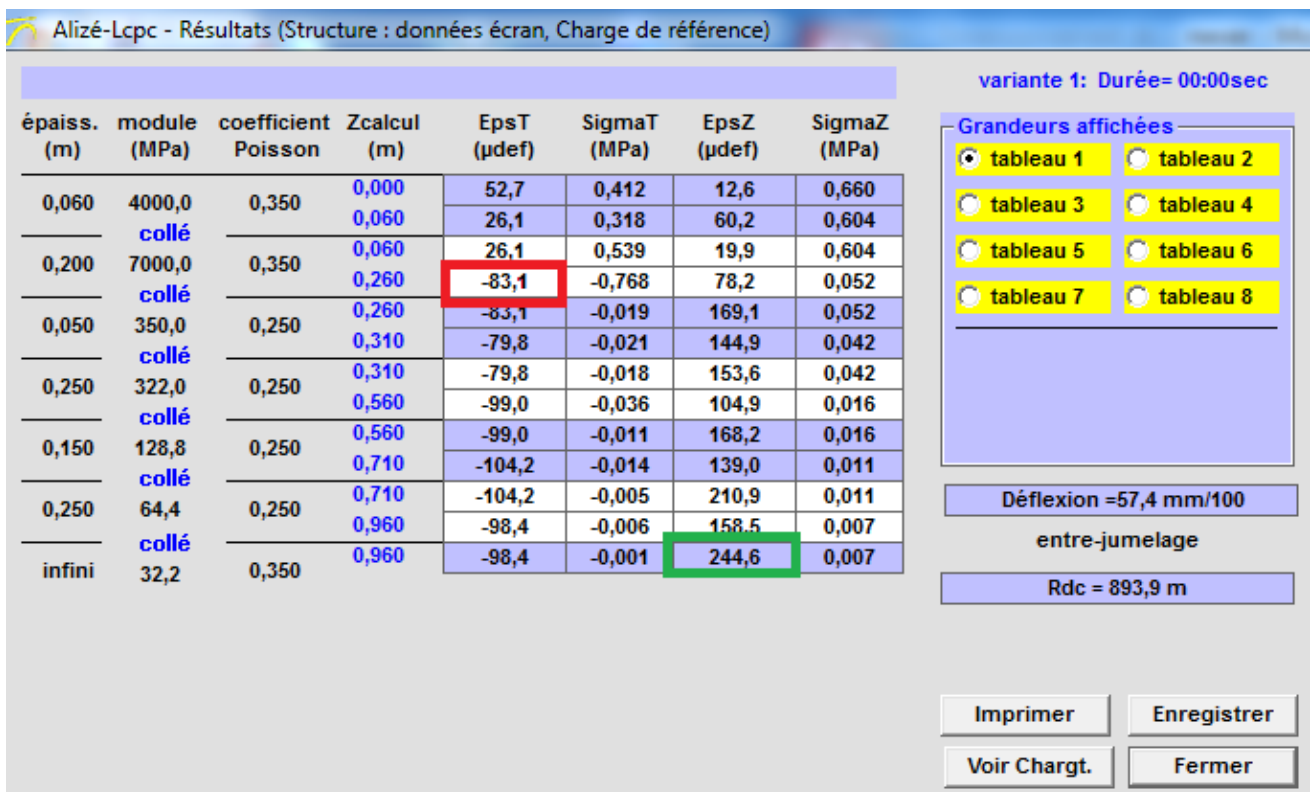 Alizé-Lcpc - Résultats (Structure : données écran, Charge de référence)
variante 1: Durée= 00:00sec
épaiss. module coefficient Zcalcul EpsT SigmaT EpsZ SigmaZ
(m) (MPa) Poisson (m) (µdef) (MPa) (µdef) (MPa)
0,060 4000,0 0,350
0,000 52,7 0,412 12,6 0,660
0,060 26,1 0,318 60,2 0,604
collé
0,200 7000,0 0,350
0,060 26,1 0,539 19,9 0,604
0,260 -83,1 -0,768 78,2 0,052
collé
0,050 350,0 0,250
0,260 -83,1 -0,019 169,1 0,052
0,310 -79,8 -0,021 144,9 0,042
collé
0,250 322,0 0,250
0,310 -79,8 -0,018 153,6 0,042
0,560 -99,0 -0,036 104,9 0,016
collé
0,150 128,8 0,250
0,560 -99,0 -0,011 168,2 0,016
0,710 -104,2 -0,014 139,0 0,011
collé
0,250 64,4 0,250
0,710 -104,2 -0,005 210,9 0,011
0,960 -98,4 -0,006 158,5 0,007
collé
infini 32,2 0,350
0,960 -98,4 -0,001 244,6 0,007
Grandeurs affichées
tableau 1 tableau 2
tableau 3 tableau 4
tableau 5 tableau 6
tableau 7 tableau 8
Déflexion =57,4 mm/100
entre-jumelage
Rdc = 893,9 m
Imprimer Enregistrer
Voir Chargt. Fermer